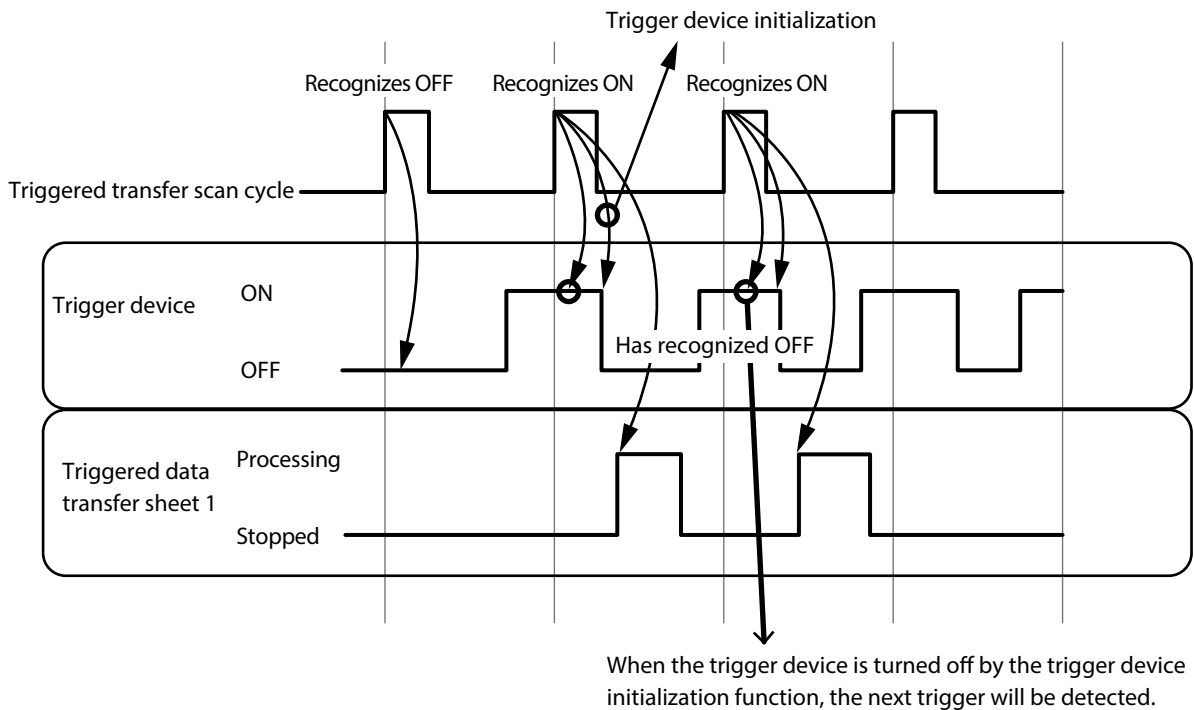 Trigger device initialization
Recognizes OFF
Recognizes ON
Recognizes ON
Triggered transfer scan cycle
Trigger device
ON
Has recognized OFF
OFF
Triggered data
transfer sheet 1
Processing
Stopped
When the trigger device is turned off by the trigger device
initialization function, the next trigger will be detected.